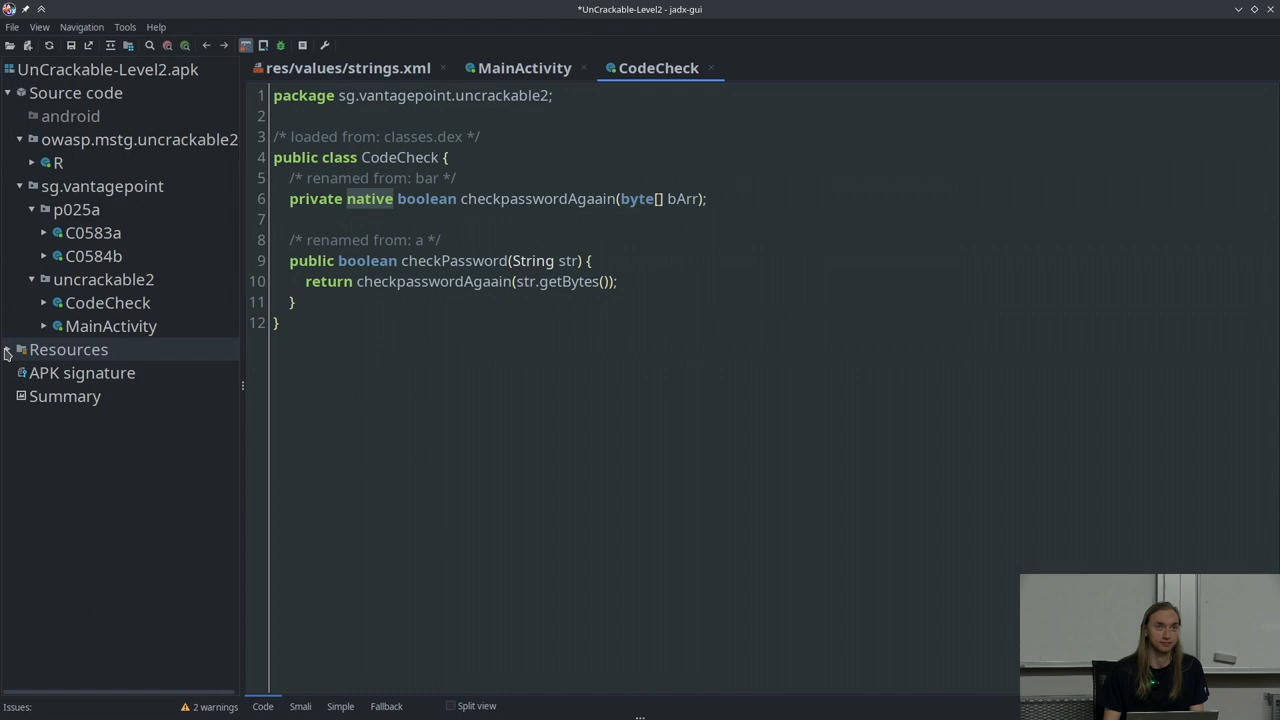 *UnCrackable-Level2 - jadx-gui
File View Navigation Tools Help
UnCrackable-Level2.apk
Source code
android
owasp.mstg.uncrackable2
R
sg.vantagepoint
p025a
C0583a
C0584b
uncrackable2
CodeCheck
MainActivity
Resources
APK signature
Summary
res/values/strings.xml MainActivity CodeCheck
1 package sg.vantagepoint.uncrackable2;
2
3 /* loaded from: classes.dex */
4 public class CodeCheck {
5 /* renamed from: bar */
6 private native boolean checkpasswordAgaain(byte[] bArr);
7
8 /* renamed from: a */
9 public boolean checkPassword(String str) {
10 return checkpasswordAgaain(str.getBytes());
11 }
12 }
Issues: 2 warnings Code Smali Simple Fallback Split view